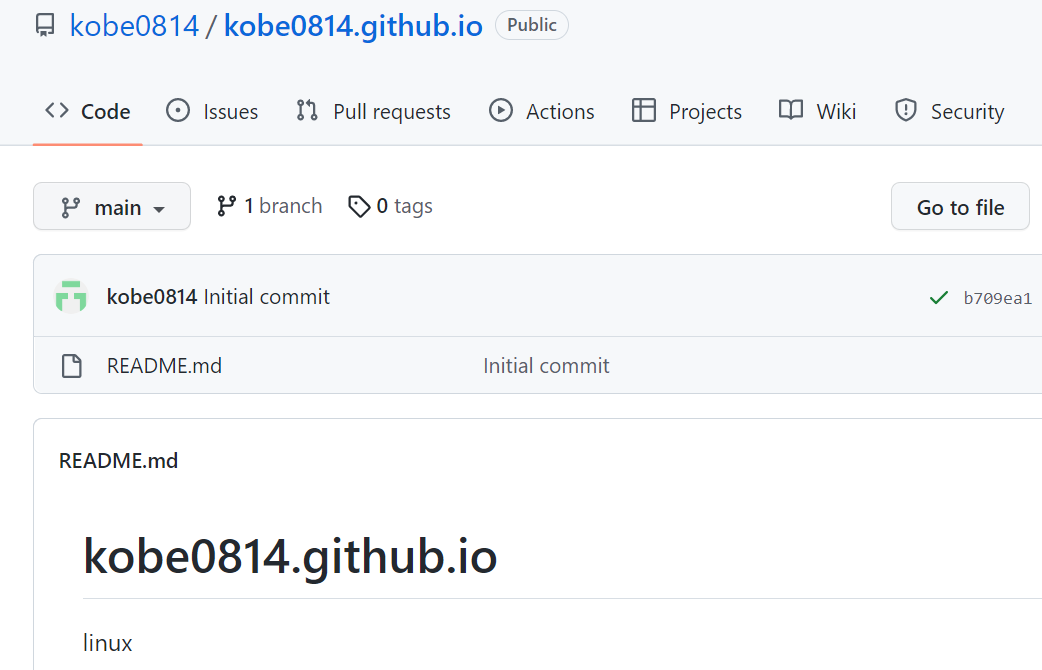 kobe0814 / kobe0814.github.io Public
Code Issues Pull requests Actions Projects Wiki Security
main 1 branch 0 tags Go to file
kobe0814 Initial commit b709ea1
README.md Initial commit
README.md
kobe0814.github.io
linux